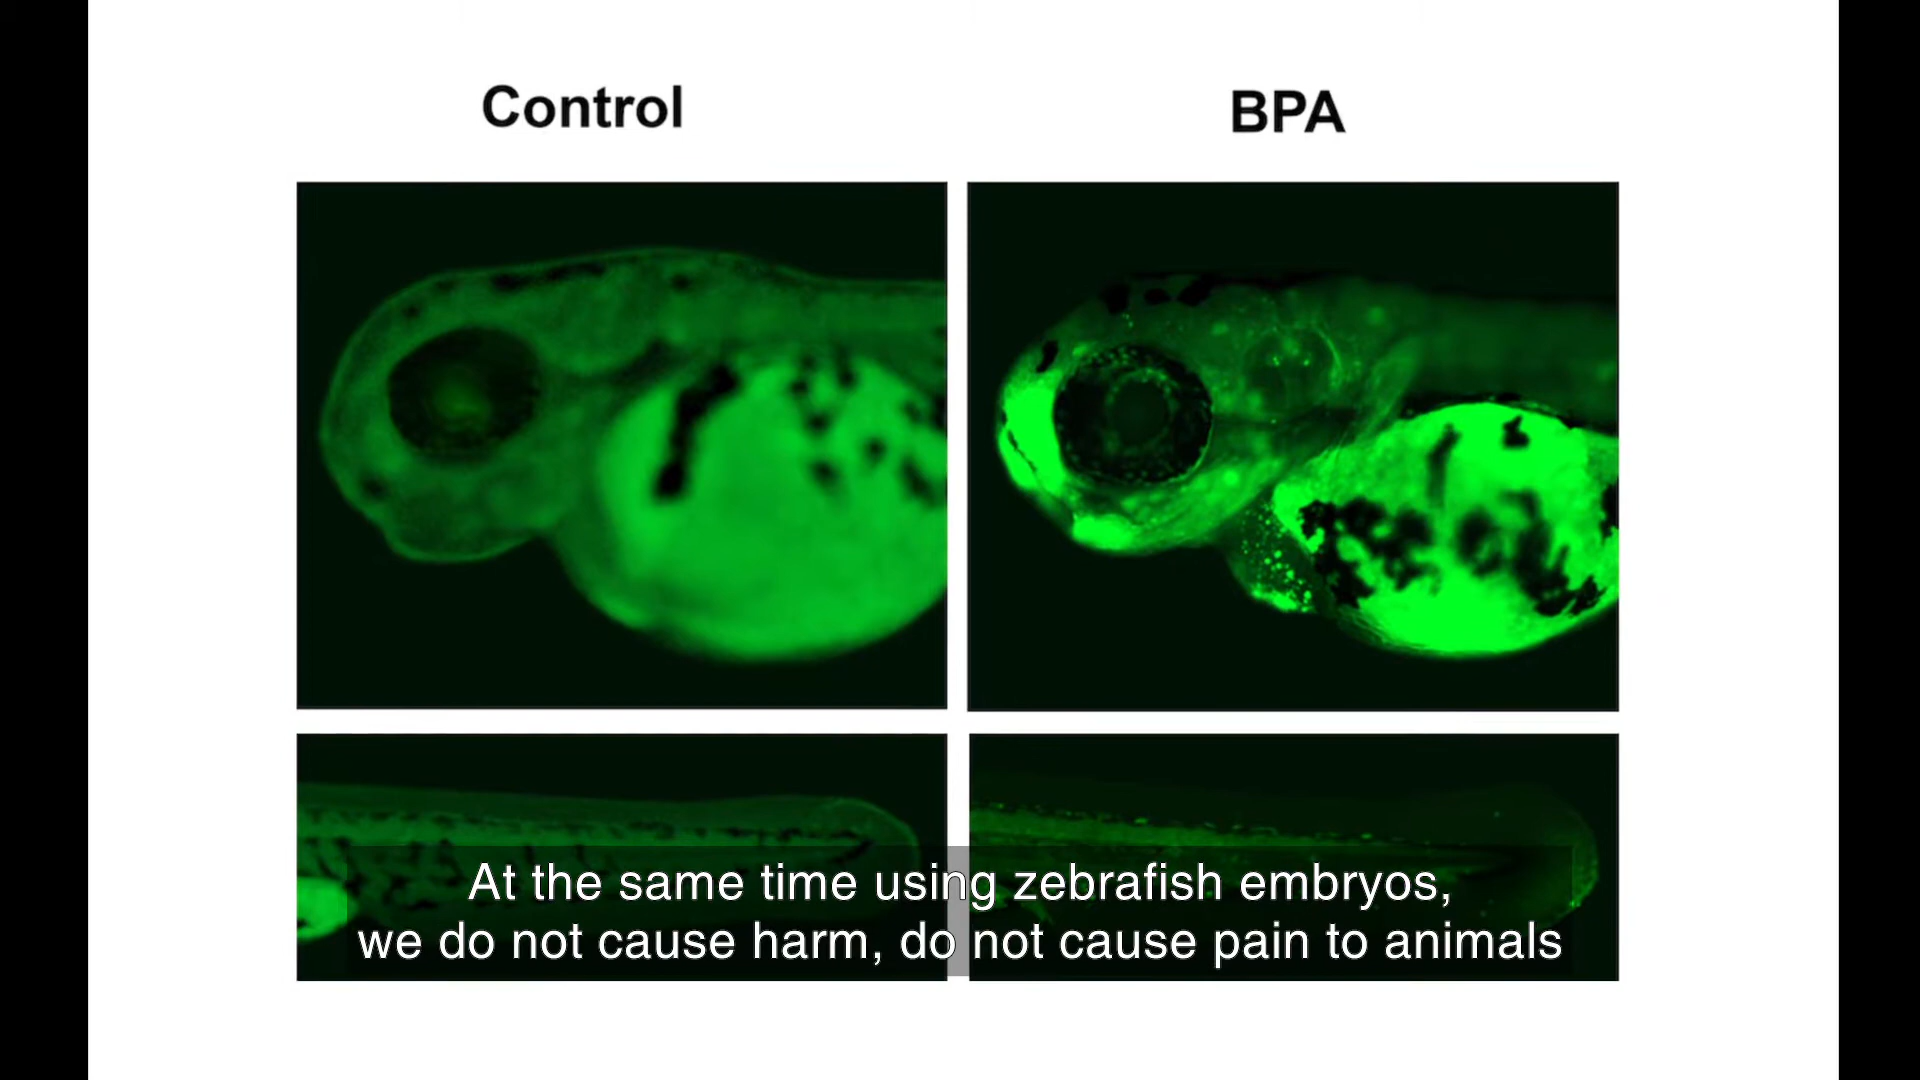 Control
BPA
At the same time using zebrafish embryos,
we do not cause harm, do not cause pain to animals